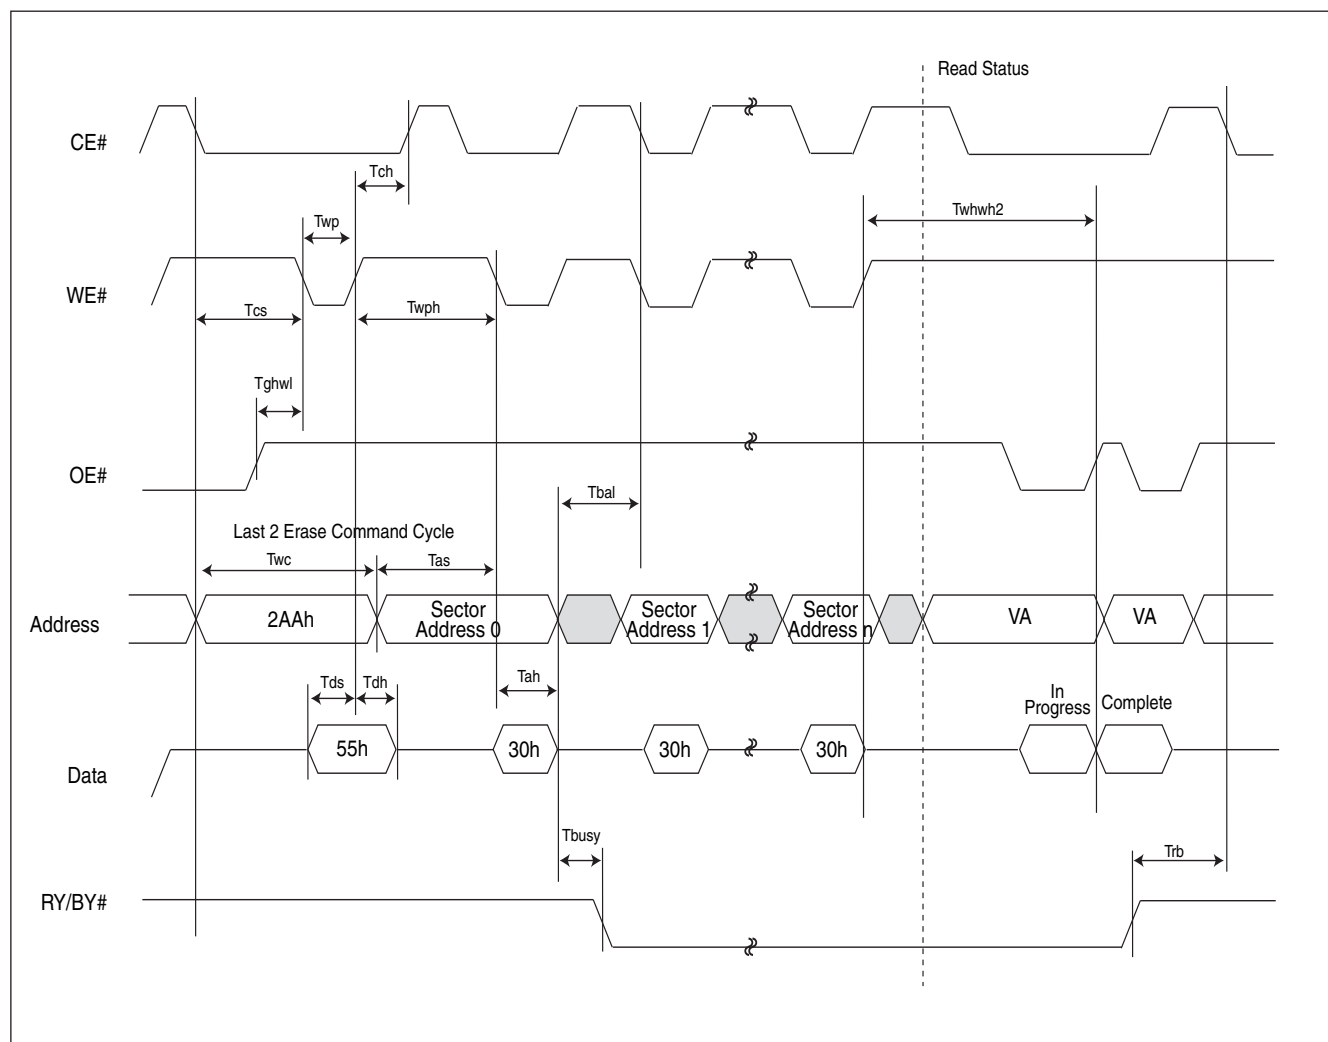 Read Status
CE#
Tch
Twhwh2
Twp
WE#
Tcs
Twph
Tghwl
OE#
Tbal
Last 2 Erase Command Cycle
Twc
Tas
Address
2AAh
Sector
Address 0
Sector
Address 1
Sector
Address n
VA
VA
Tds
Tdh
Tah
In
Progress
Complete
Data
55h
30h
30h
30h
Tbusy
Trb
RY/BY#